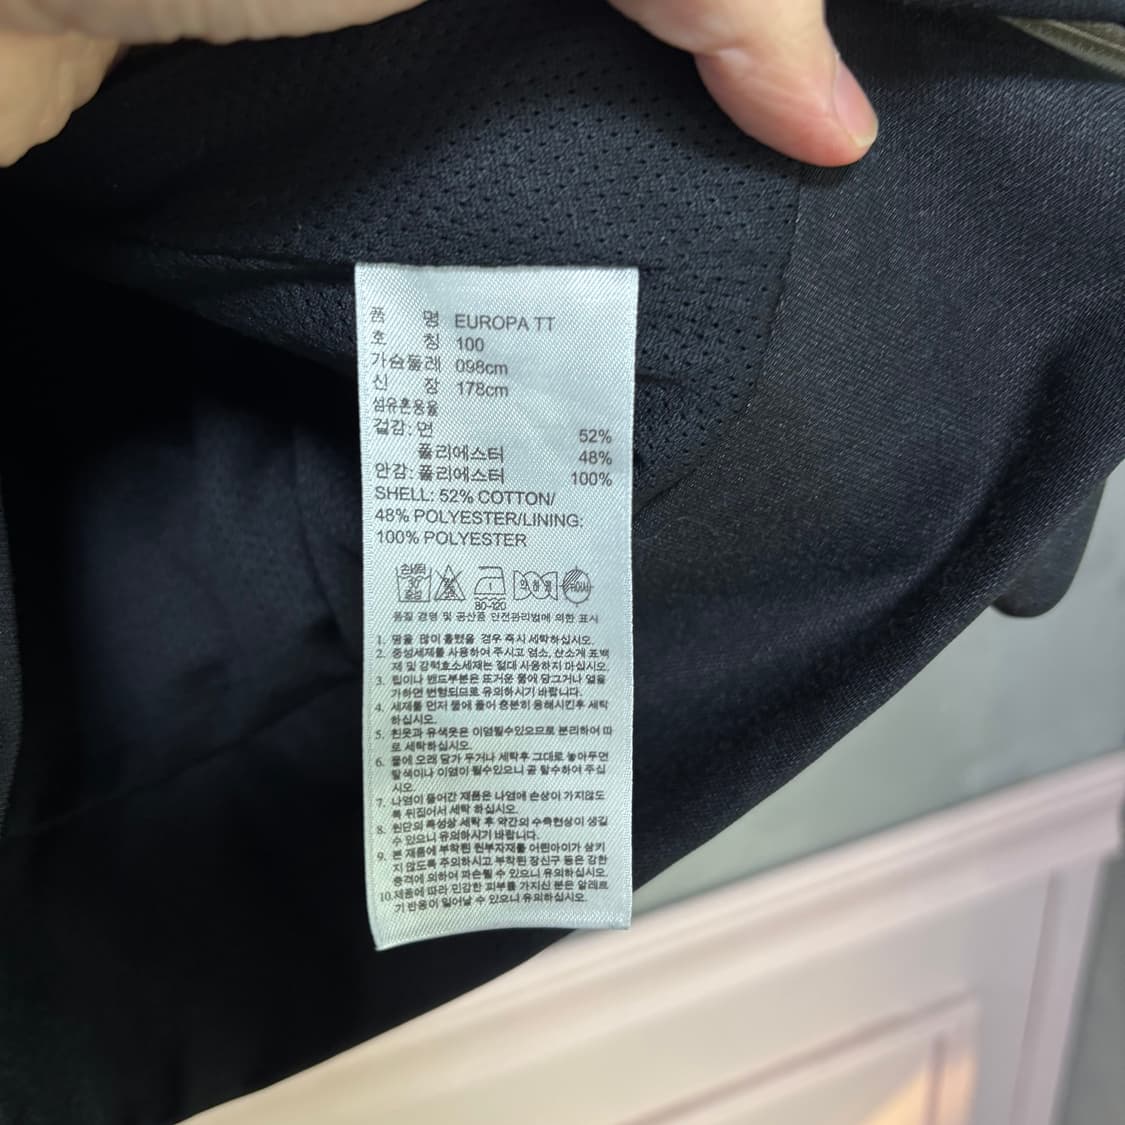 품 명 EUROPA TT
호 칭 100
가슴둘레 098cm
신 장 178cm
섬유혼용율
겉감: 면 52%
폴리에스터 48%
안감: 폴리에스터 100%
SHELL: 52% COTTON/
48% POLYESTER/LINING:
100% POLYESTER
손세탁 30° 중성
80-120
품질 경영 및 공산품 안전관리법에 의한 표시
1. 땀을 많이 흘렸을 경우 즉시 세탁하십시오.
2. 중성세제를 사용하여 주시고 염소, 산소계 표백
제 및 강력효소세제는 절대 사용하지 마십시오.
3. 립이나 밴드부분은 뜨거운 물에 담그거나 열을
가하면 변형되므로 유의하시기 바랍니다.
4. 세제를 먼저 물에 풀어 충분히 용해시킨후 세탁
하십시오.
5. 흰옷과 유색옷은 이염될수있으므로 분리하여 따
로 세탁하십시오.
6. 물에 오래 담가 두거나 세탁후 그대로 놓아두면
탈색이나 이염이 될수있으니 곧 탈수하여 주십
시오.
7. 나염이 들어간 제품은 나염에 손상이 가지않도
록 뒤집어서 세탁 하십시오.
8. 원단의 특성상 세탁 후 약간의 수축현상이 생길
수 있으니 유의하시기 바랍니다.
9. 본 제품에 부착된 원부자재를 어린아이가 삼키
지 않도록 주의하시고 부착된 장신구 등은 강한
충격에 의하여 파손될 수 있으니 유의하십시오.
10.제품에 따라 민감한 피부를 가지신 분은 알레르
기 반응이 일어날 수 있으니 유의하십시오.